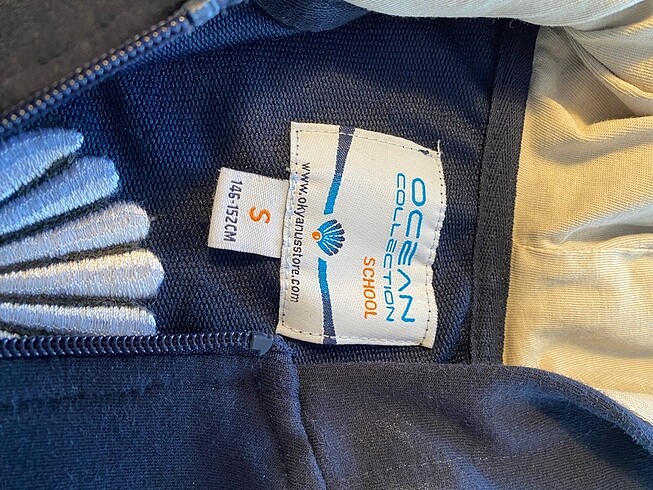 OCEAN
COLLECTION
SCHOOL
www.okyanusstore.com
S
146-152CM